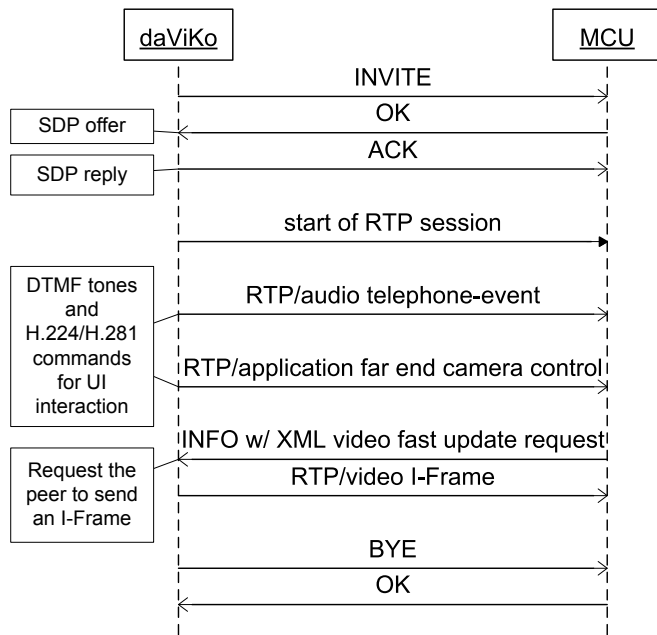 daViKo
MCU
INVITE
OK
SDP offer
ACK
SDP reply
start of RTP session
DTMF tones
and
H.224/H.281
commands
for UI
interaction
RTP/audio telephone-event
RTP/application far end camera control
INFO w/ XML video fast update request
Request the
peer to send
an I-Frame
RTP/video I-Frame
BYE
OK